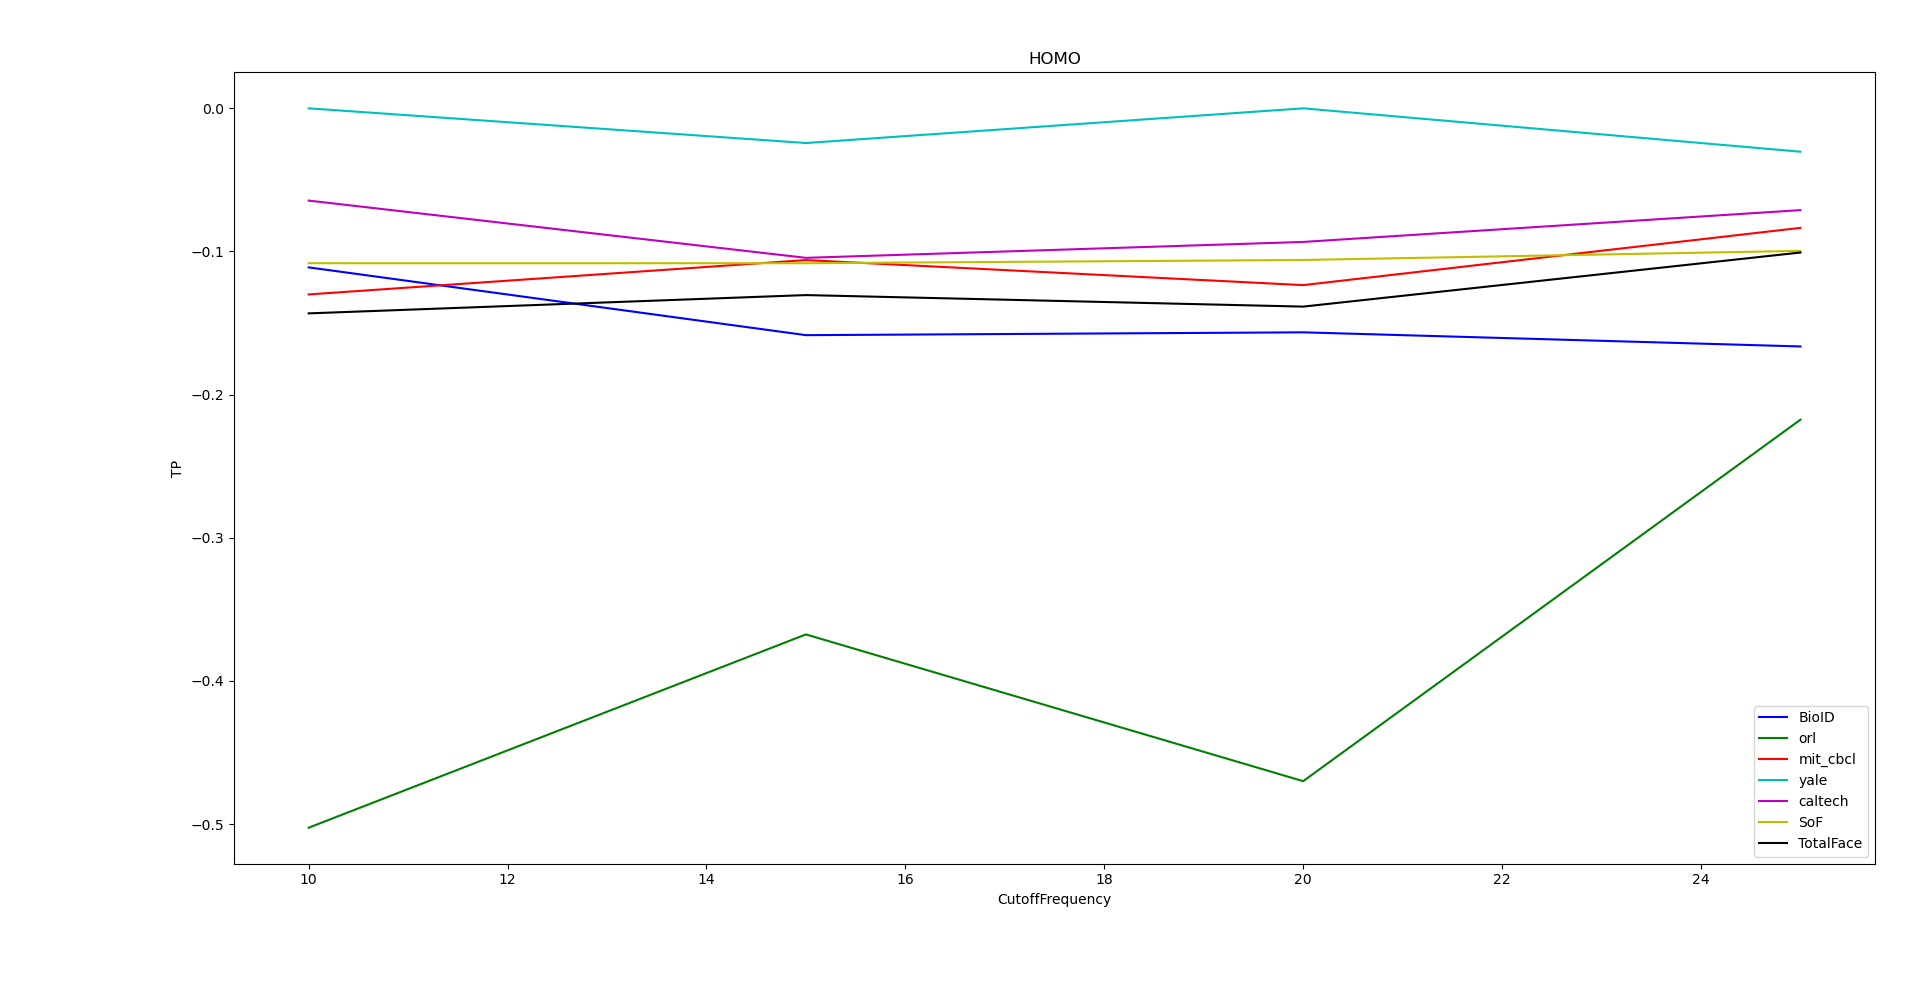 HOMO
0.0
−0.1
−0.2
−0.3
−0.4
−0.5
TP
10 12 14 16 18 20 22 24
CutoffFrequency
BioID
orl
mit_cbcl
yale
caltech
SoF
TotalFace